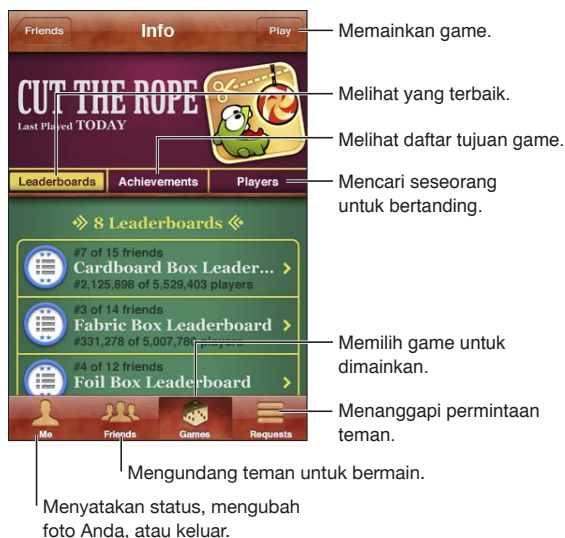 Friends
Info
Play
Memainkan game.
CUT THE ROPE
Last Played TODAY
Melihat yang terbaik.
Melihat daftar tujuan game.
Leaderboards
Achievements
Players
Mencari seseorang
untuk bertanding.
8 Leaderboards
#7 of 15 friends
Cardboard Box Leader...
#2,125,898 of 5,529,403 players
#3 of 14 friends
Fabric Box Leaderboard
#331,278 of 5,007,780 players
#4 of 12 friends
Foil Box Leaderboard
Memilih game untuk
dimainkan.
Me
Friends
Games
Requests
Menanggapi permintaan
teman.
Mengundang teman untuk bermain.
Menyatakan status, mengubah
foto Anda, atau keluar.